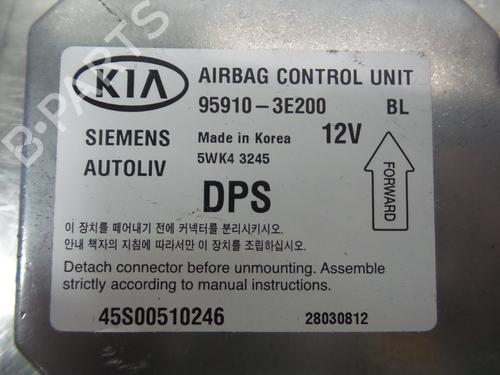 KIA
AIRBAG CONTROL UNIT
95910-3E200 BL
SIEMENS
AUTOLIV
Made in Korea
5WK4 3245
12V
FORWARD
DPS
이 장치를 떼어내기 전에 커넥터를 분리시키시오.
안내 책자의 지침에 따라서만 이 장치를 조립하십시오.
Detach connector before unmounting. Assemble
strictly according to manual instructions.
45S00510246
28030812
B-PARTS